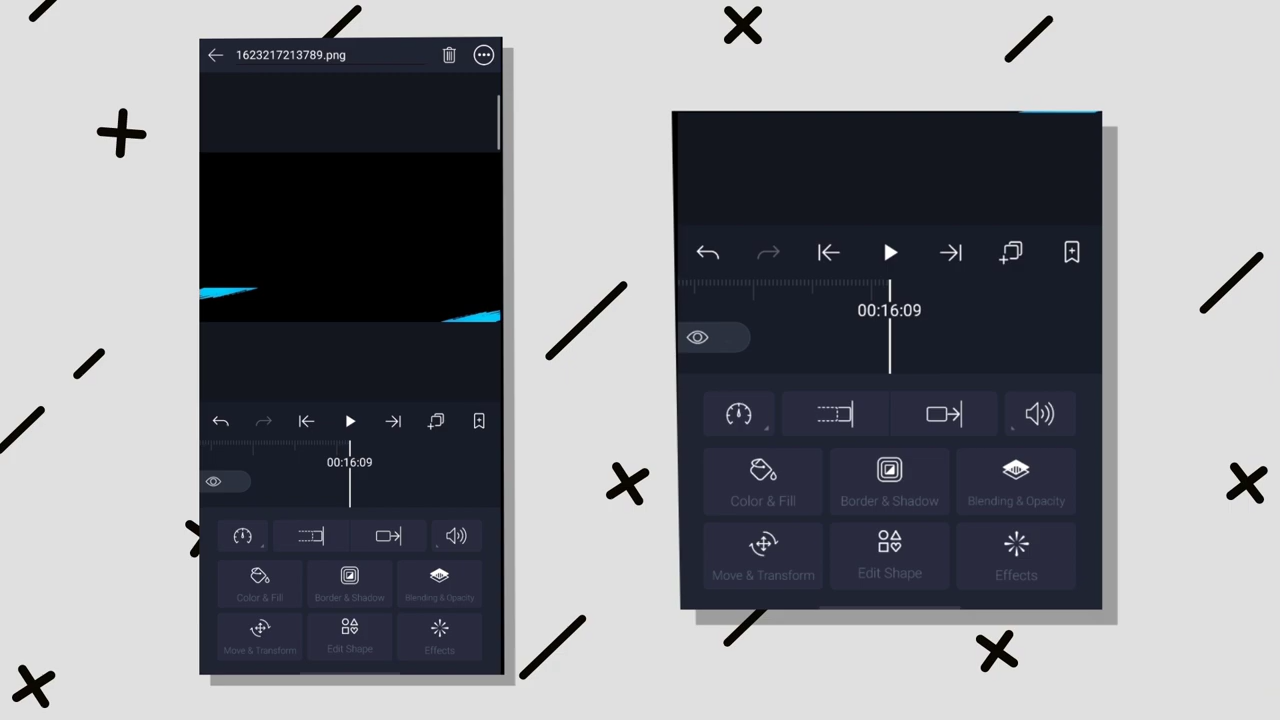 1623217213789.png
00:16:09
Color & Fill
Border & Shadow
Blending & Opacity
Move & Transform
Edit Shape
Effects
00:16:09
Color & Fill
Border & Shadow
Blending & Opacity
Move & Transform
Edit Shape
Effects